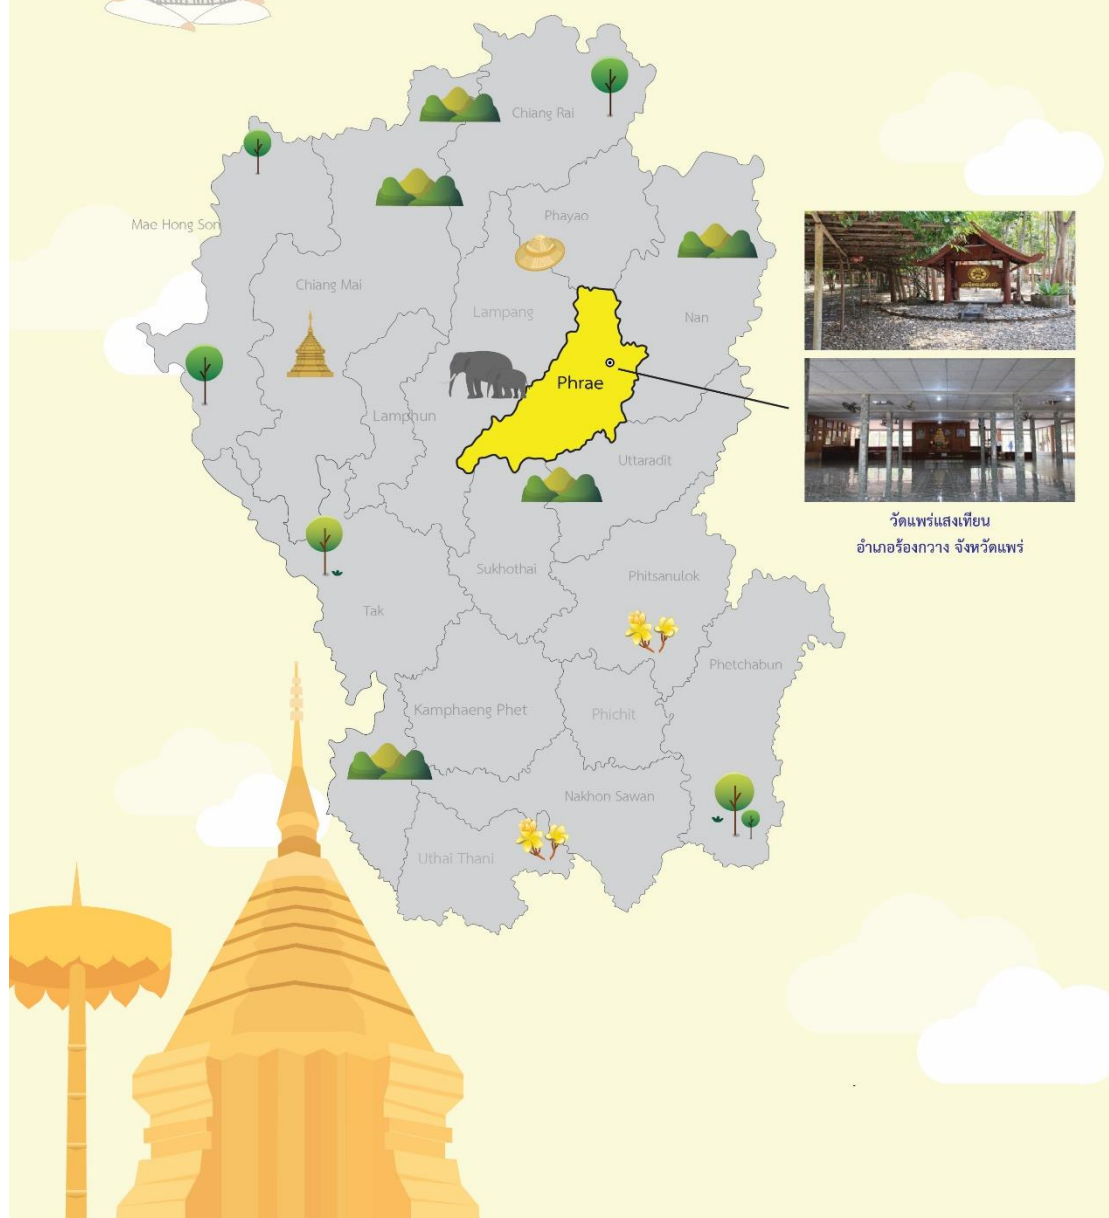 Chiang Rai
Phayao
Mae Hong Son
Chiang Mai
Lampang
Nan
Phrae
Lamphun
Uttaradit
วัดแพร่แสงเทียน
อำเภอร้องกวาง จังหวัดแพร่
Sukhothai
Phitsanulok
Tak
Phetchabun
Kamphaeng Phet
Phichit
Nakhon Sawan
Uthai Thani